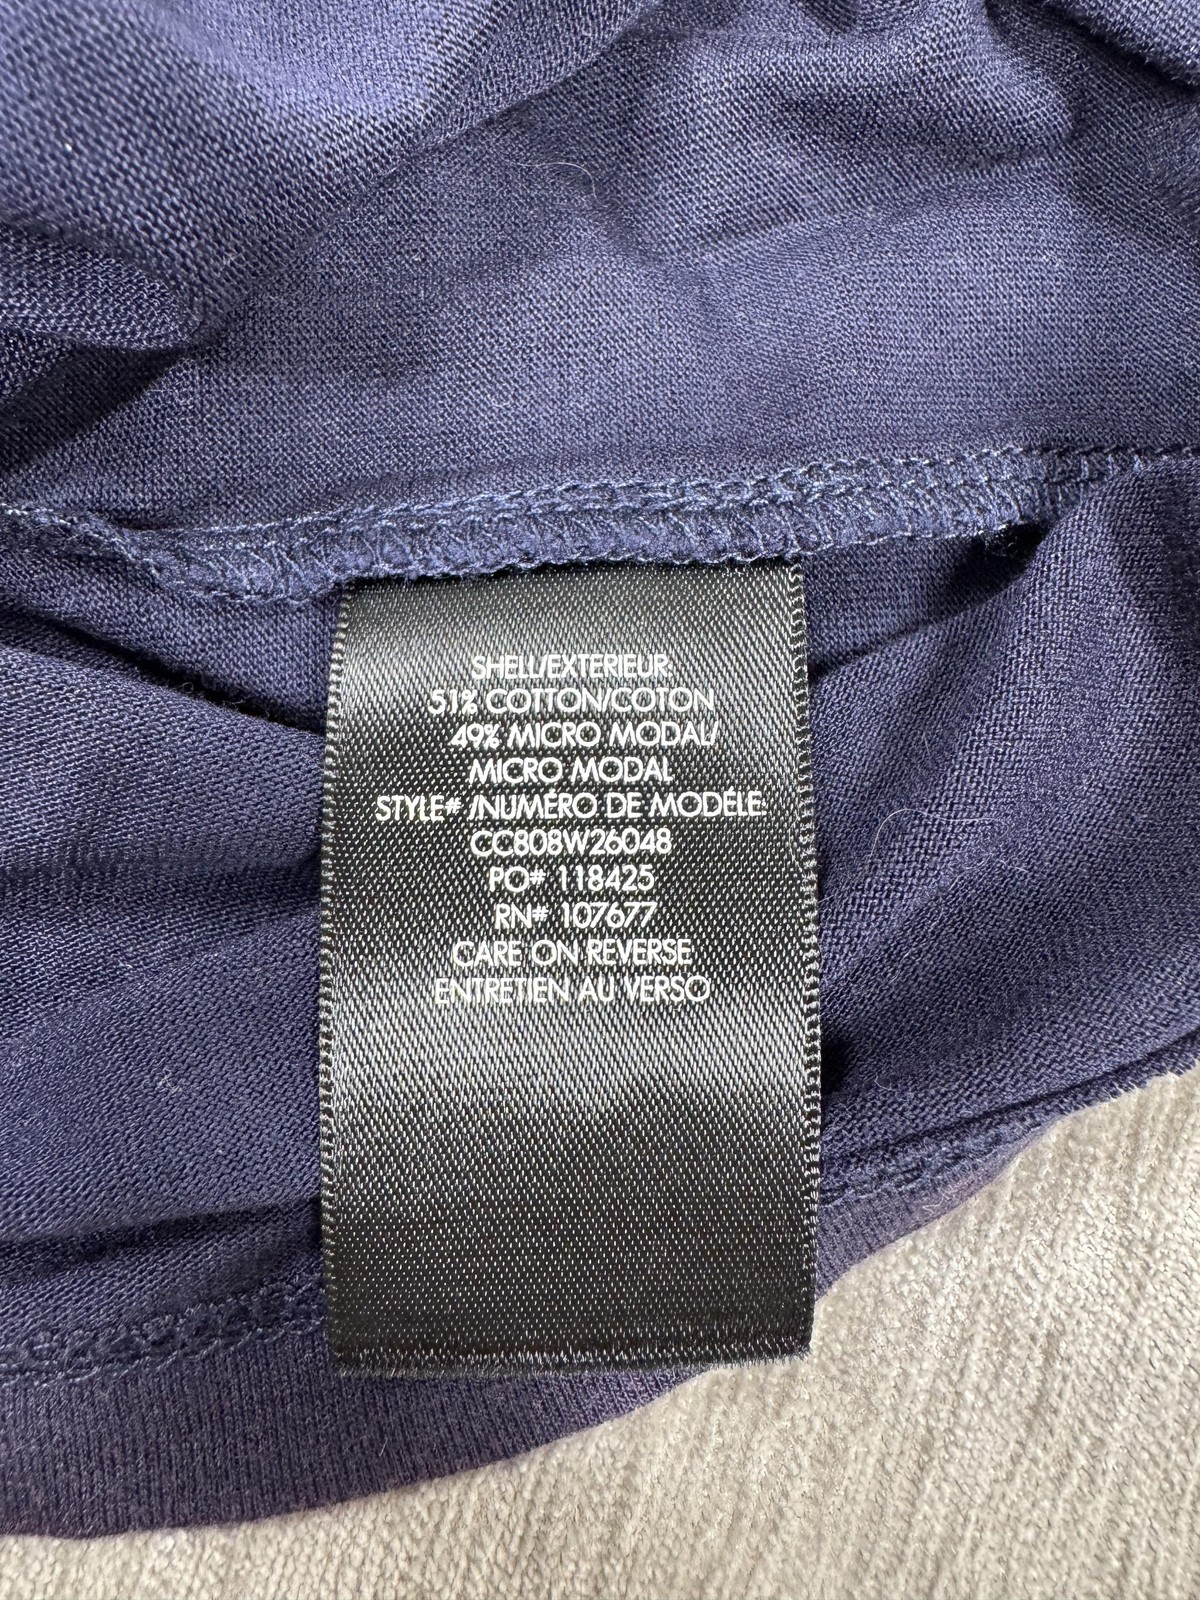 SHELL/EXTERIEUR:
51% COTTON/COTON
49% MICRO MODAL/
MICRO MODAL
STYLE# /NUMÉRO DE MODÈLE:
CC808W26048
PO# 118425
RN# 107677
CARE ON REVERSE
ENTRETIEN AU VERSO